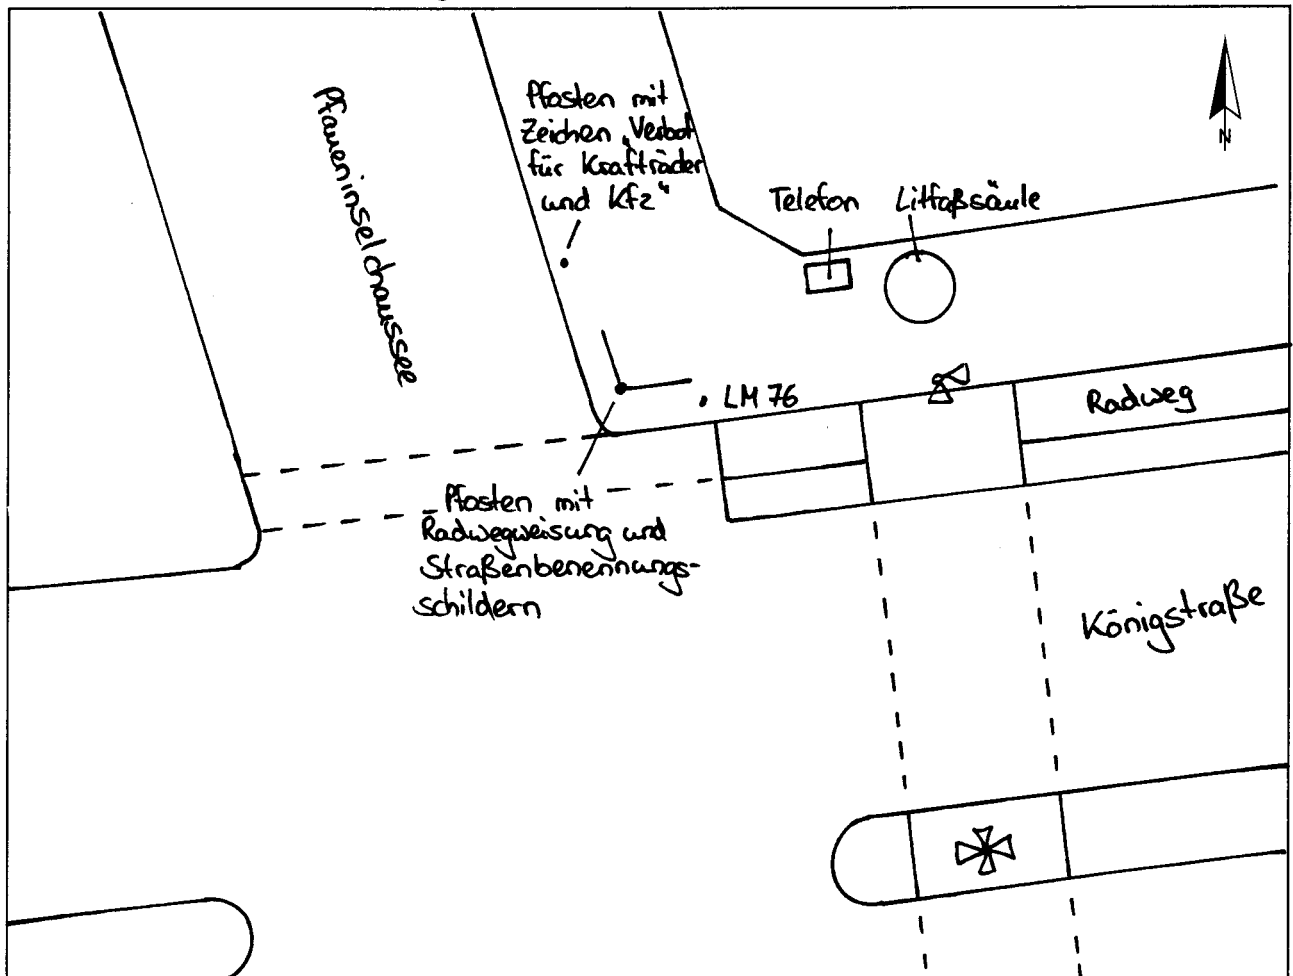 Pfaueninselchaussee
Pfosten mit
Zeichen „Verbot
für Krafträder
und Kfz"
N
Telefon
Litfaßsäule
LM 76
Radweg
Pfosten mit
Radwegweisung und
Straßenbenennungs-
schildern
Königstraße